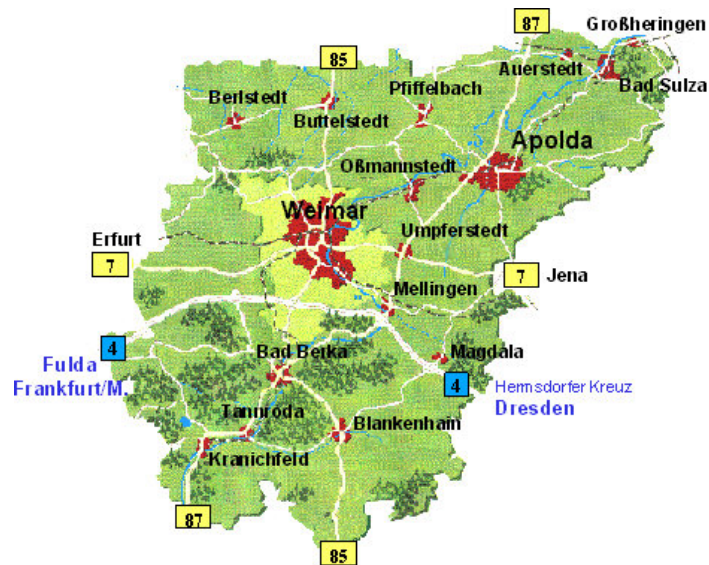 Großheringen
87
85
Auerstedt
Bad Sulza
Pfiffelbach
Berlstedt
Buttelstedt
Apolda
Oßmannstedt
Weimar
Umpferstedt
Erfurt
7
7
Jena
Mellingen
4
Fulda
Frankfurt/M.
Bad Berka
Magdala
4
Hermsdorfer Kreuz
Dresden
Tannroda
Blankenhain
Kranichfeld
87
85